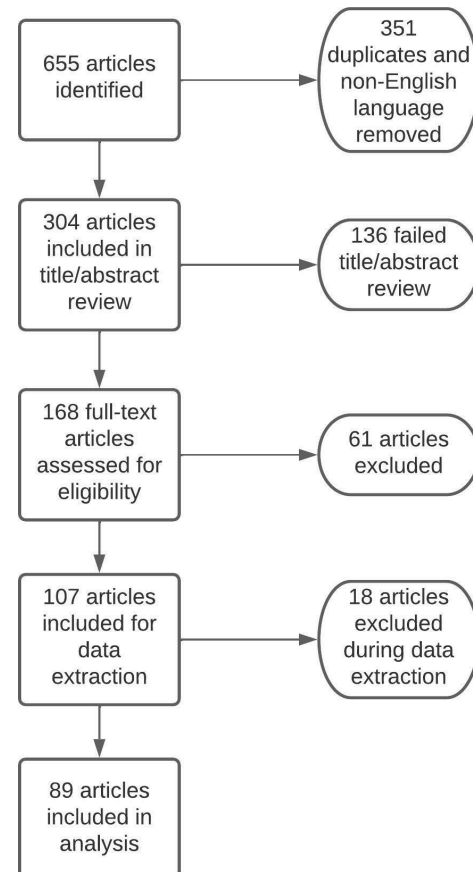 655 articles
identified
351
duplicates and
non-English
language
removed
304 articles
included in
title/abstract
review
136 failed
title/abstract
review
168 full-text
articles
assessed for
eligibility
61 articles
excluded
107 articles
included for
data
extraction
18 articles
excluded
during data
extraction
89 articles
included in
analysis